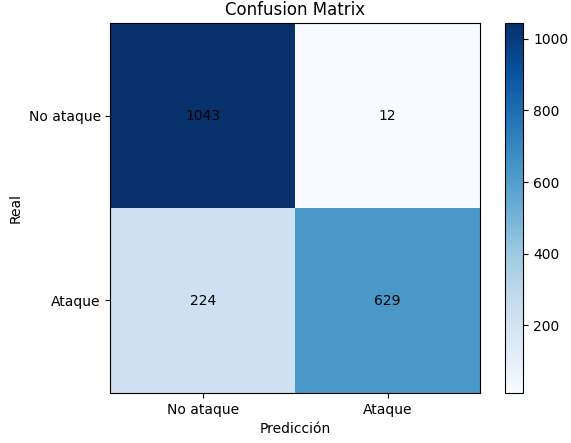 Confusion Matrix
No ataque
1043
12
Ataque
224
629
Real
No ataque
Ataque
Predicción
1000
800
600
400
200